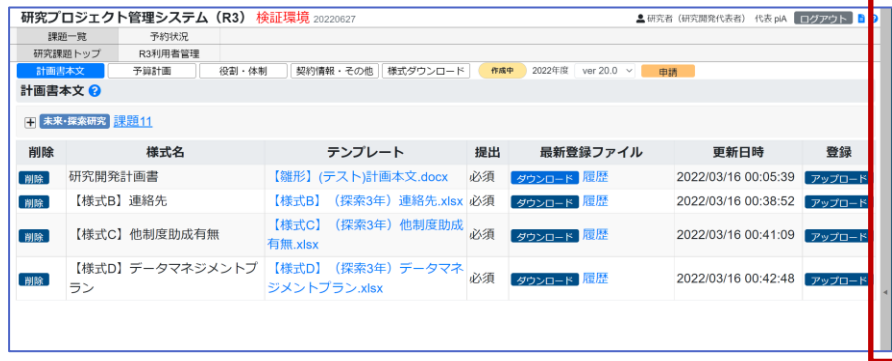 研究プロジェクト管理システム（R3） 検証環境 20220627 研究者（研究開発代表者） 代表 piA ログアウト
課題一覧 予約状況
研究課題トップ R3利用者管理
計画書本文 予算計画 役割・体制 契約情報・その他 様式ダウンロード 作成中 2022年度 ver 20.0 申請
計画書本文 ?
未来・探索研究 課題11
削除 様式名 テンプレート 提出 最新登録ファイル 更新日時 登録
削除 研究開発計画書 【雛形】(テスト)計画本文.docx 必須 ダウンロード 履歴 2022/03/16 00:05:39 アップロード
削除 【様式B】連絡先 【様式B】（探索3年）連絡先.xlsx 必須 ダウンロード 履歴 2022/03/16 00:38:52 アップロード
削除 【様式C】他制度助成有無 【様式C】（探索3年）他制度助成
有無.xlsx 必須 ダウンロード 履歴 2022/03/16 00:41:09 アップロード
削除 【様式D】データマネジメントプ
ラン 【様式D】（探索3年）データマネ
ジメントプラン.xlsx 必須 ダウンロード 履歴 2022/03/16 00:42:48 アップロード